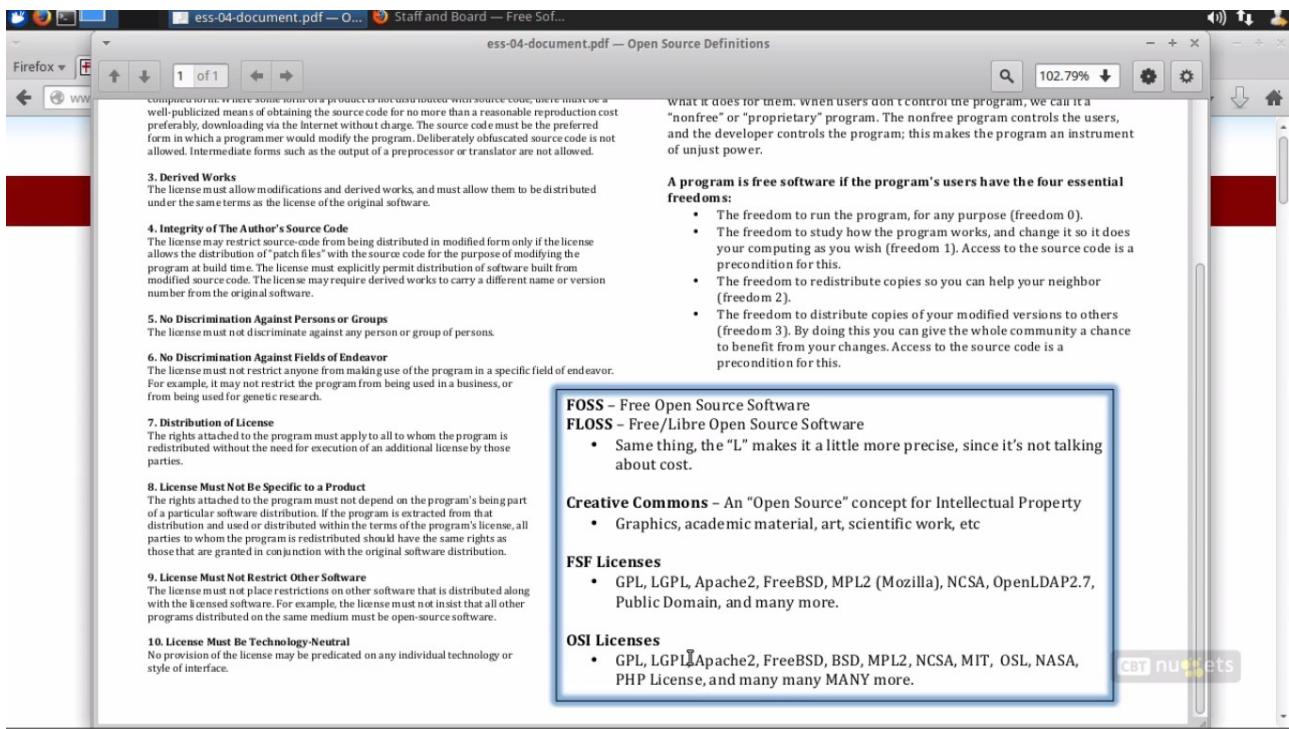 ess-04-document.pdf — O...
Staff and Board — Free Sof...
ess-04-document.pdf — Open Source Definitions
Firefox
1 of 1
102.79%
ww
compiled form. Where some form of a product is not distributed with source code, there must be a
well-publicized means of obtaining the source code for no more than a reasonable reproduction cost
preferably, downloading via the Internet without charge. The source code must be the preferred
form in which a programmer would modify the program. Deliberately obfuscated source code is not
allowed. Intermediate forms such as the output of a preprocessor or translator are not allowed.
3. Derived Works
The license must allow modifications and derived works, and must allow them to be distributed
under the same terms as the license of the original software.
4. Integrity of The Author's Source Code
The license may restrict source-code from being distributed in modified form only if the license
allows the distribution of "patch files" with the source code for the purpose of modifying the
program at build time. The license must explicitly permit distribution of software built from
modified source code. The license may require derived works to carry a different name or version
number from the original software.
5. No Discrimination Against Persons or Groups
The license must not discriminate against any person or group of persons.
6. No Discrimination Against Fields of Endeavor
The license must not restrict anyone from making use of the program in a specific field of endeavor.
For example, it may not restrict the program from being used in a business, or
from being used for genetic research.
7. Distribution of License
The rights attached to the program must apply to all to whom the program is
redistributed without the need for execution of an additional license by those
parties.
8. License Must Not Be Specific to a Product
The rights attached to the program must not depend on the program's being part
of a particular software distribution. If the program is extracted from that
distribution and used or distributed within the terms of the program's license, all
parties to whom the program is redistributed should have the same rights as
those that are granted in conjunction with the original software distribution.
9. License Must Not Restrict Other Software
The license must not place restrictions on other software that is distributed along
with the licensed software. For example, the license must not insist that all other
programs distributed on the same medium must be open-source software.
10. License Must Be Technology-Neutral
No provision of the license may be predicated on any individual technology or
style of interface.
what it does for them. When users don't control the program, we call it a
“nonfree” or “proprietary” program. The nonfree program controls the users,
and the developer controls the program; this makes the program an instrument
of unjust power.
A program is free software if the program's users have the four essential
freedoms:
• The freedom to run the program, for any purpose (freedom 0).
• The freedom to study how the program works, and change it so it does
your computing as you wish (freedom 1). Access to the source code is a
precondition for this.
• The freedom to redistribute copies so you can help your neighbor
(freedom 2).
• The freedom to distribute copies of your modified versions to others
(freedom 3). By doing this you can give the whole community a chance
to benefit from your changes. Access to the source code is a
precondition for this.
FOSS – Free Open Source Software
FLOSS – Free/Libre Open Source Software
• Same thing, the “L” makes it a little more precise, since it’s not talking
about cost.
Creative Commons – An “Open Source” concept for Intellectual Property
• Graphics, academic material, art, scientific work, etc
FSF Licenses
• GPL, LGPL, Apache2, FreeBSD, MPL2 (Mozilla), NCSA, OpenLDAP2.7,
Public Domain, and many more.
OSI Licenses
• GPL, LGPL, Apache2, FreeBSD, BSD, MPL2, NCSA, MIT, OSL, NASA,
PHP License, and many many MANY more.
CBT nuggets